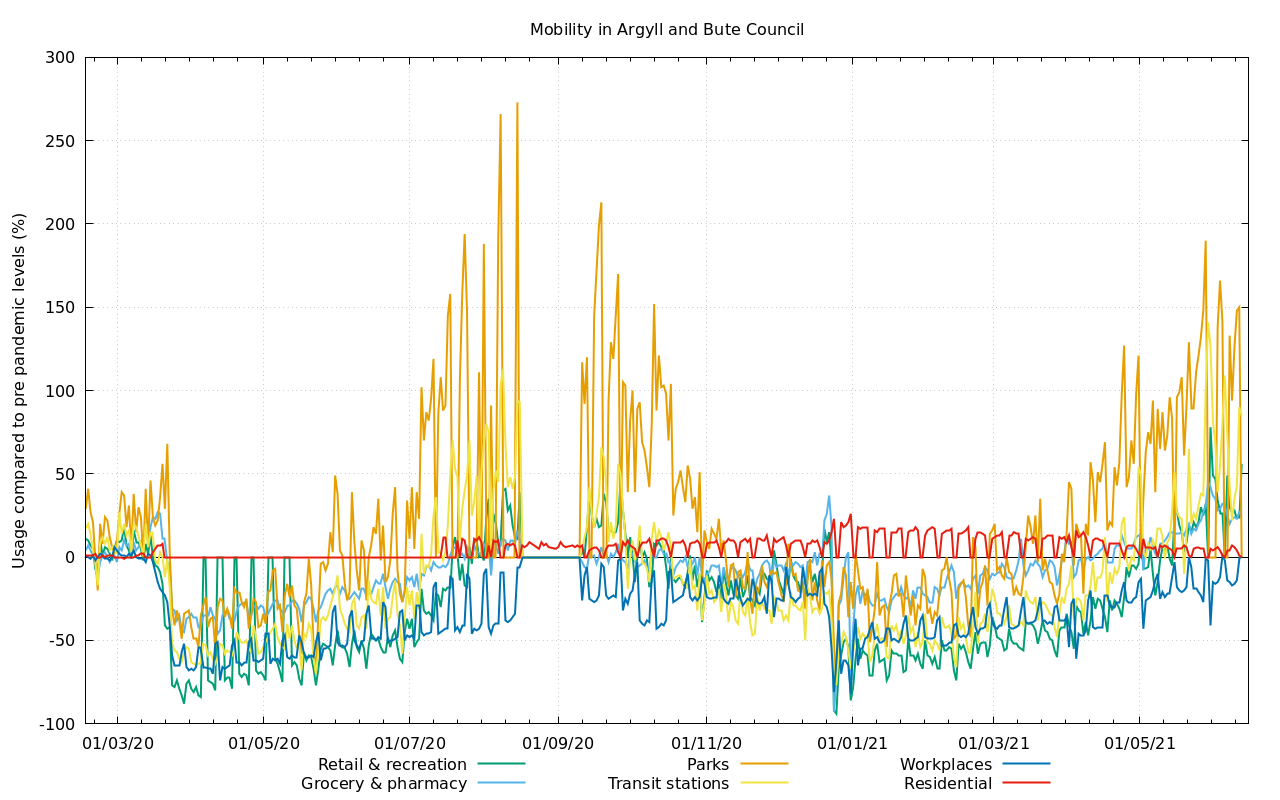 Mobility in Argyll and Bute Council
Usage compared to pre pandemic levels (%)
300
250
200
150
100
50
0
-50
-100
01/03/20 01/05/20 01/07/20 01/09/20 01/11/20 01/01/21 01/03/21 01/05/21
Retail & recreation Parks Workplaces
Grocery & pharmacy Transit stations Residential